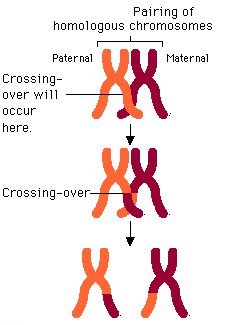 Pairing of
homologous chromosomes
Paternal
Maternal
Crossing-
over will
occur
here.
Crossing-over